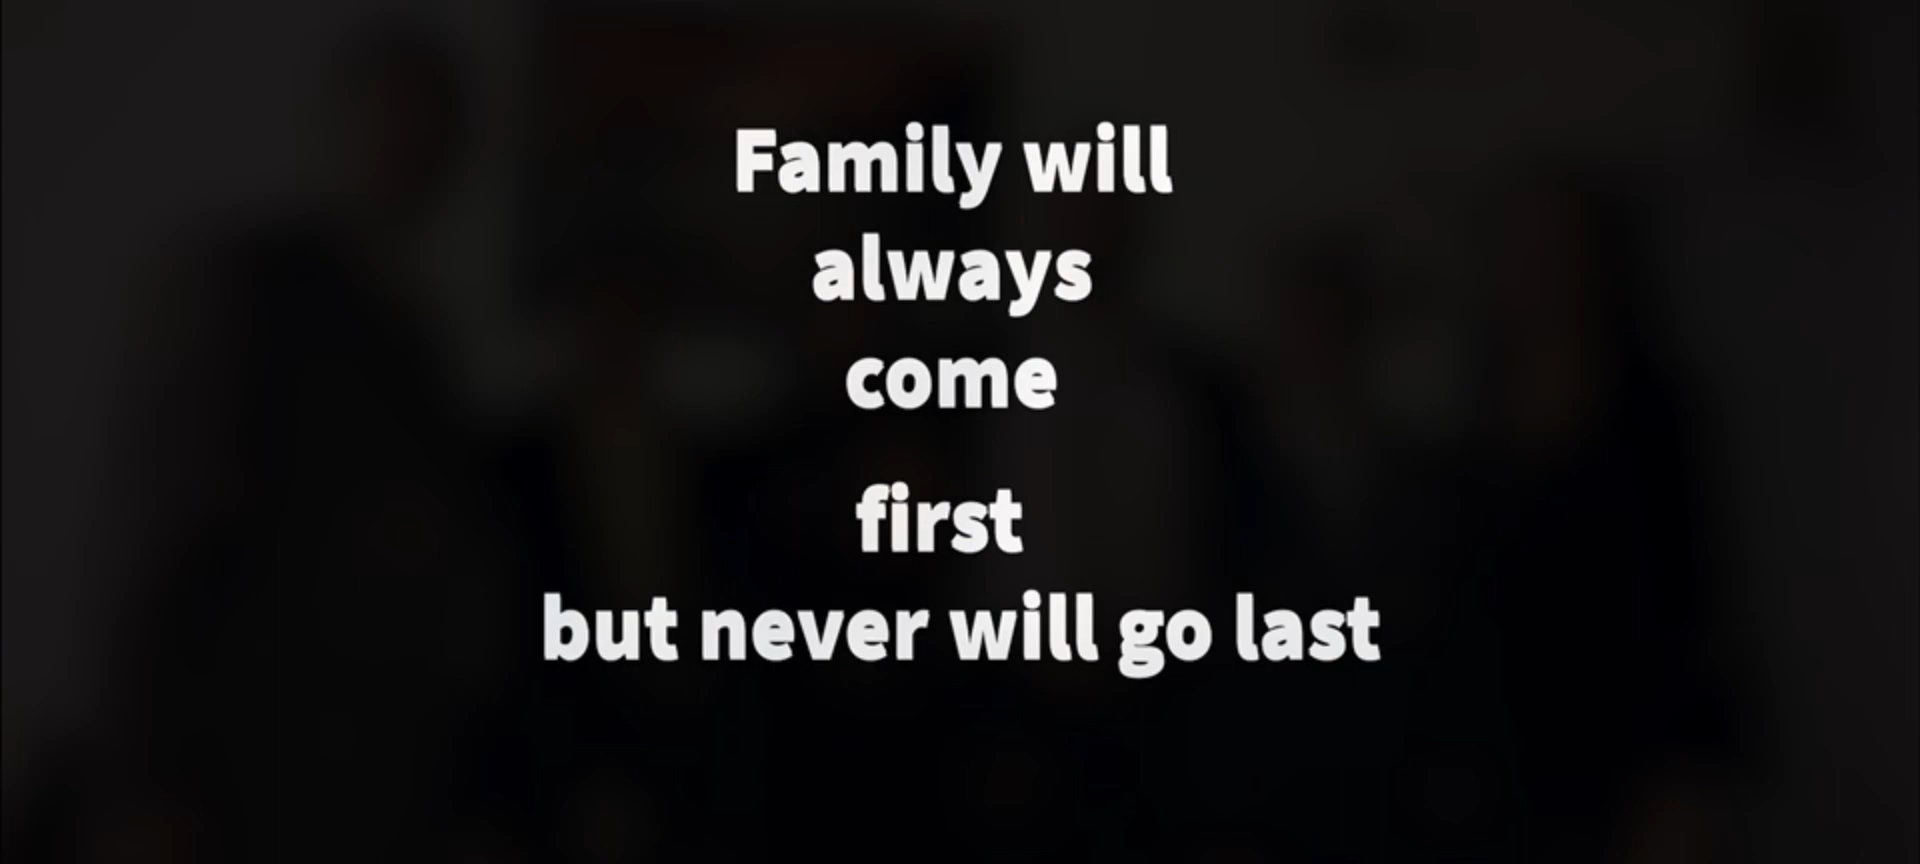 Family will
always
come
first
but never will go last